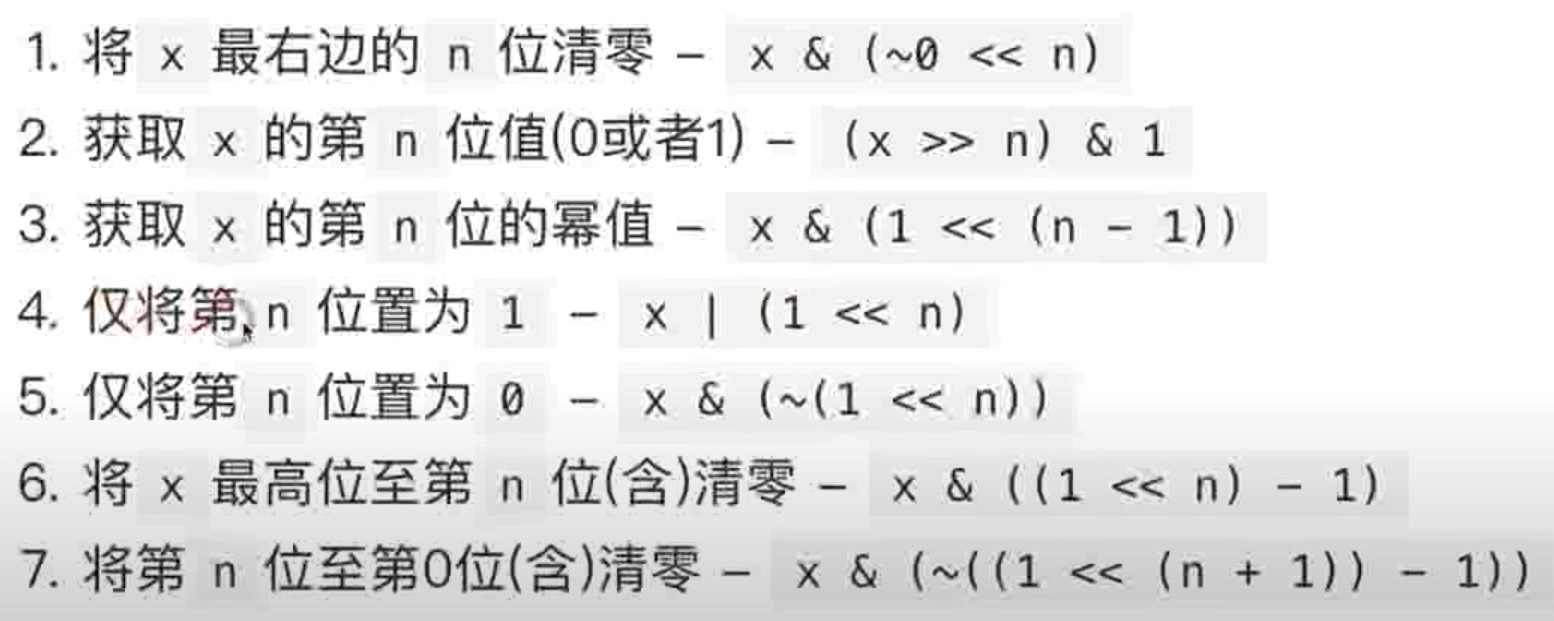 1. 将 x 最右边的 n 位清零 – x & (~0 << n)
2. 获取 x 的第 n 位值(0或者1) – (x >> n) & 1
3. 获取 x 的第 n 位的幂值 – x & (1 << (n - 1))
4. 仅将第 n 位置为 1 – x | (1 << n)
5. 仅将第 n 位置为 0 – x & (~(1 << n))
6. 将 x 最高位至第 n 位(含)清零 – x & ((1 << n) - 1)
7. 将第 n 位至第0位(含)清零 – x & (~((1 << (n + 1)) - 1))